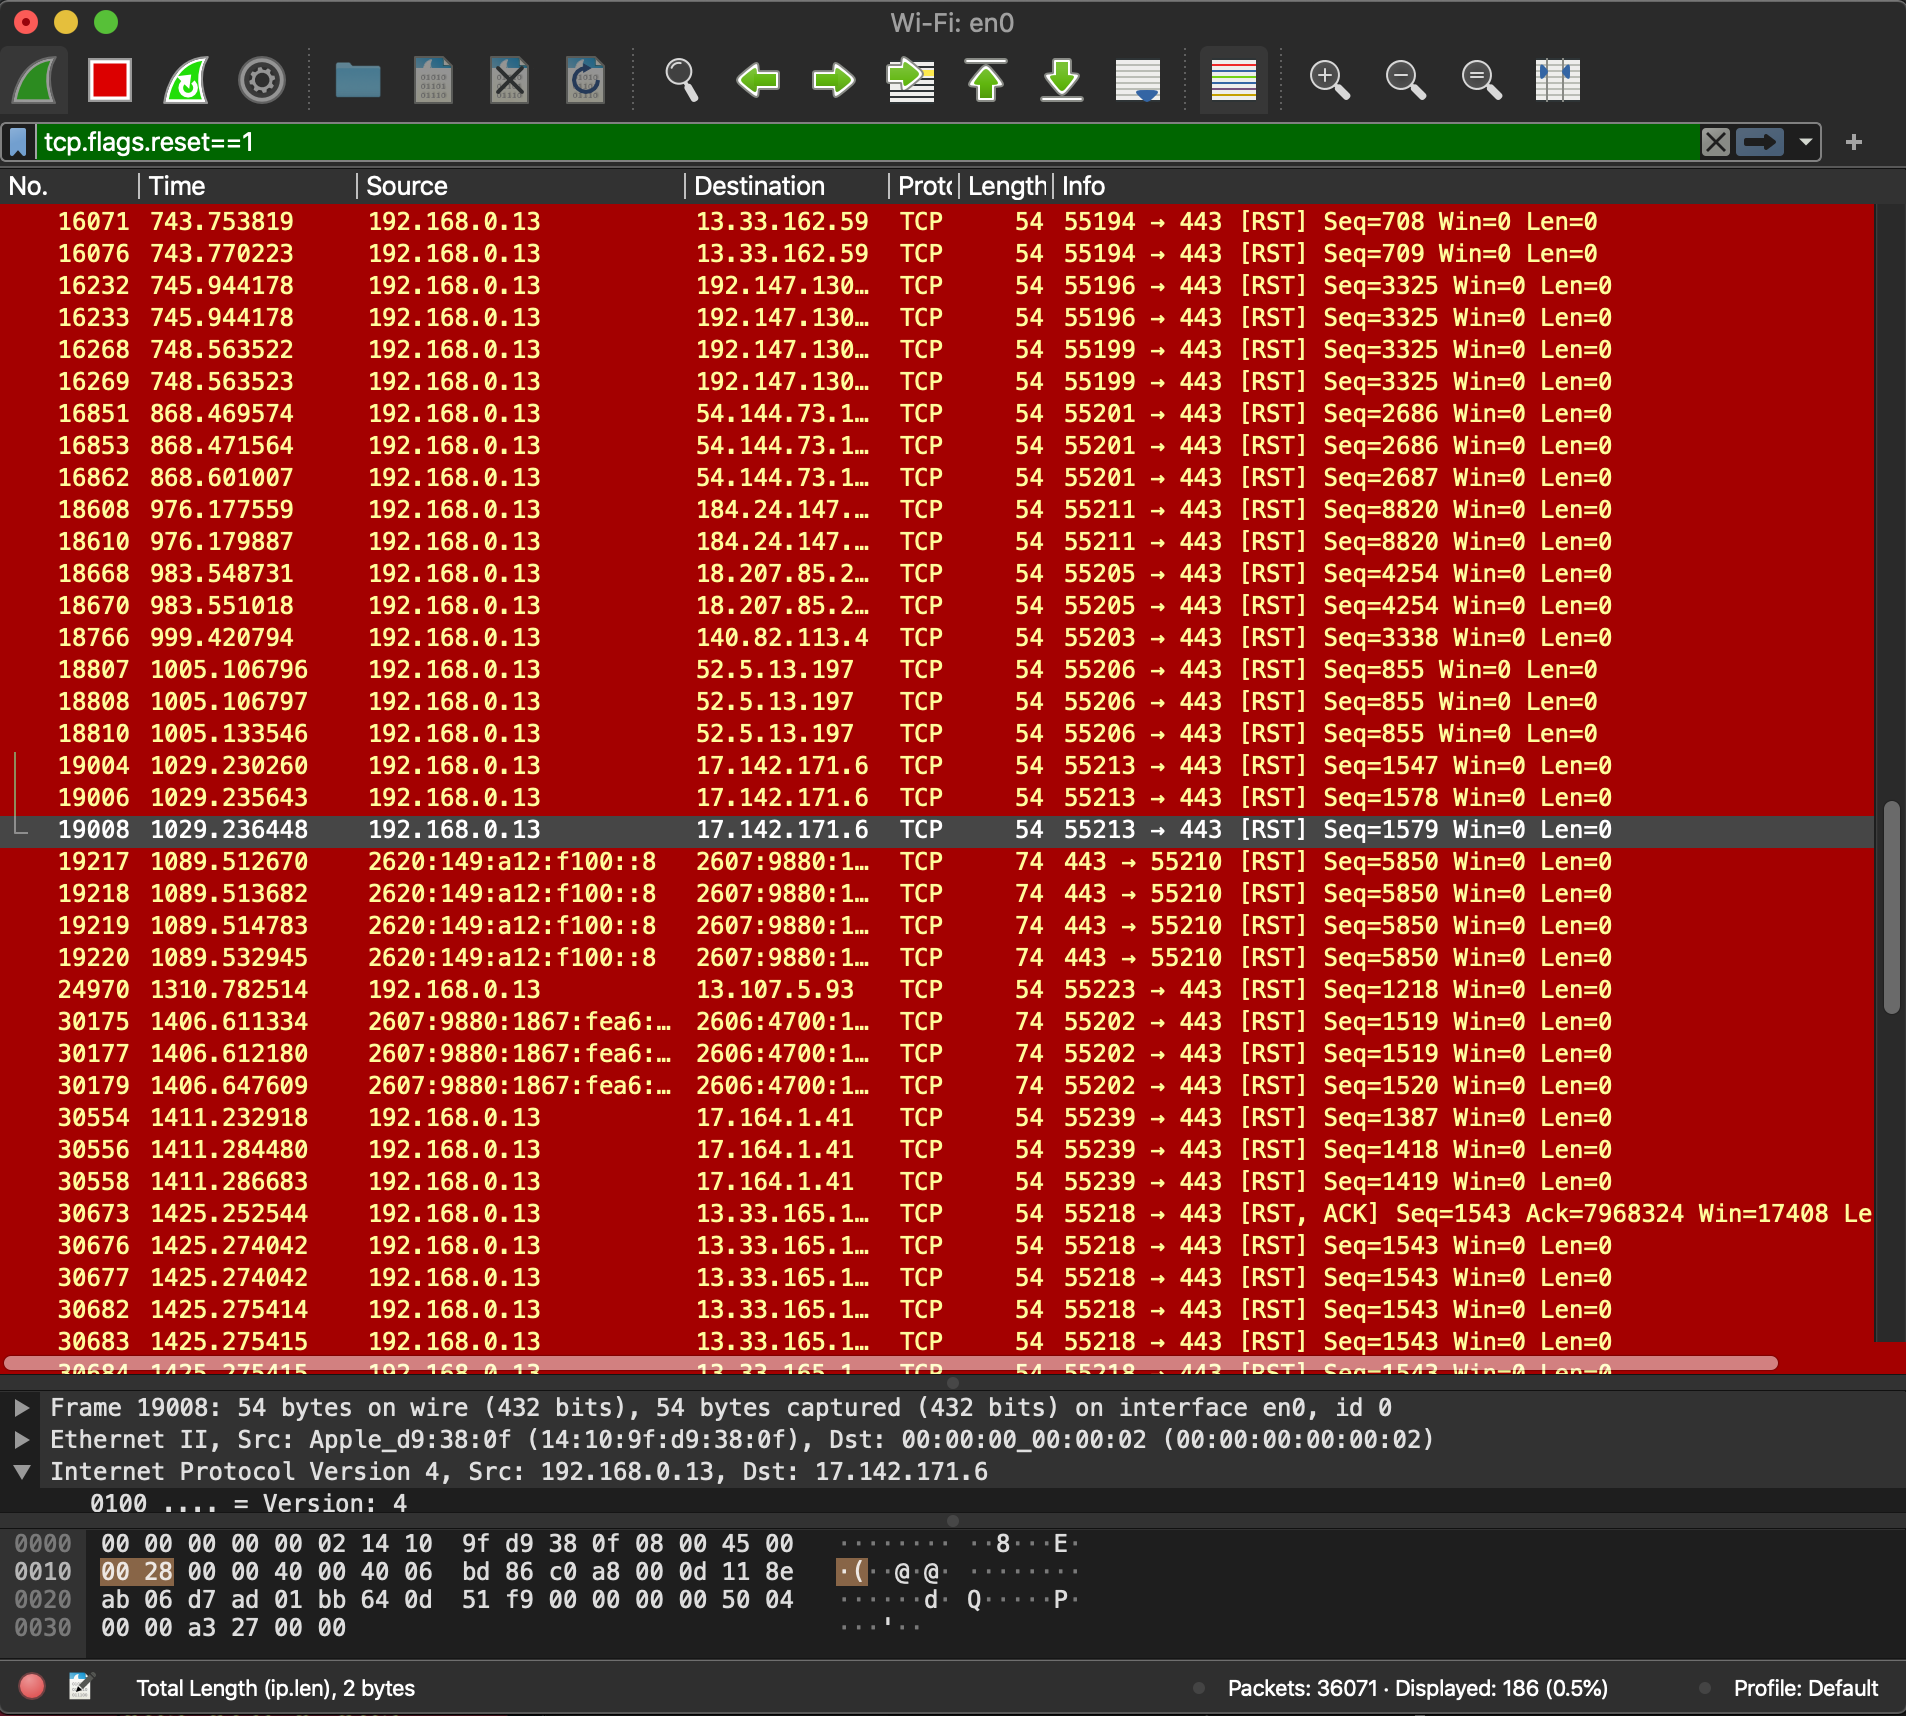 Wi-Fi: en0
tcp.flags.reset==1
No. Time Source Destination Protc Length Info
16071 743.753819 192.168.0.13 13.33.162.59 TCP 54 55194 → 443 [RST] Seq=708 Win=0 Len=0
16076 743.770223 192.168.0.13 13.33.162.59 TCP 54 55194 → 443 [RST] Seq=709 Win=0 Len=0
16232 745.944178 192.168.0.13 192.147.130… TCP 54 55196 → 443 [RST] Seq=3325 Win=0 Len=0
16233 745.944178 192.168.0.13 192.147.130… TCP 54 55196 → 443 [RST] Seq=3325 Win=0 Len=0
16268 748.563522 192.168.0.13 192.147.130… TCP 54 55199 → 443 [RST] Seq=3325 Win=0 Len=0
16269 748.563523 192.168.0.13 192.147.130… TCP 54 55199 → 443 [RST] Seq=3325 Win=0 Len=0
16851 868.469574 192.168.0.13 54.144.73.1… TCP 54 55201 → 443 [RST] Seq=2686 Win=0 Len=0
16853 868.471564 192.168.0.13 54.144.73.1… TCP 54 55201 → 443 [RST] Seq=2686 Win=0 Len=0
16862 868.601007 192.168.0.13 54.144.73.1… TCP 54 55201 → 443 [RST] Seq=2687 Win=0 Len=0
18608 976.177559 192.168.0.13 184.24.147.… TCP 54 55211 → 443 [RST] Seq=8820 Win=0 Len=0
18610 976.179887 192.168.0.13 184.24.147.… TCP 54 55211 → 443 [RST] Seq=8820 Win=0 Len=0
18668 983.548731 192.168.0.13 18.207.85.2… TCP 54 55205 → 443 [RST] Seq=4254 Win=0 Len=0
18670 983.551018 192.168.0.13 18.207.85.2… TCP 54 55205 → 443 [RST] Seq=4254 Win=0 Len=0
18766 999.420794 192.168.0.13 140.82.113.4 TCP 54 55203 → 443 [RST] Seq=3338 Win=0 Len=0
18807 1005.106796 192.168.0.13 52.5.13.197 TCP 54 55206 → 443 [RST] Seq=855 Win=0 Len=0
18808 1005.106797 192.168.0.13 52.5.13.197 TCP 54 55206 → 443 [RST] Seq=855 Win=0 Len=0
18810 1005.133546 192.168.0.13 52.5.13.197 TCP 54 55206 → 443 [RST] Seq=855 Win=0 Len=0
19004 1029.230260 192.168.0.13 17.142.171.6 TCP 54 55213 → 443 [RST] Seq=1547 Win=0 Len=0
19006 1029.235643 192.168.0.13 17.142.171.6 TCP 54 55213 → 443 [RST] Seq=1578 Win=0 Len=0
19008 1029.236448 192.168.0.13 17.142.171.6 TCP 54 55213 → 443 [RST] Seq=1579 Win=0 Len=0
19217 1089.512670 2620:149:a12:f100::8 2607:9880:1… TCP 74 443 → 55210 [RST] Seq=5850 Win=0 Len=0
19218 1089.513682 2620:149:a12:f100::8 2607:9880:1… TCP 74 443 → 55210 [RST] Seq=5850 Win=0 Len=0
19219 1089.514783 2620:149:a12:f100::8 2607:9880:1… TCP 74 443 → 55210 [RST] Seq=5850 Win=0 Len=0
19220 1089.532945 2620:149:a12:f100::8 2607:9880:1… TCP 74 443 → 55210 [RST] Seq=5850 Win=0 Len=0
24970 1310.782514 192.168.0.13 13.107.5.93 TCP 54 55223 → 443 [RST] Seq=1218 Win=0 Len=0
30175 1406.611334 2607:9880:1867:fea6:… 2606:4700:1… TCP 74 55202 → 443 [RST] Seq=1519 Win=0 Len=0
30177 1406.612180 2607:9880:1867:fea6:… 2606:4700:1… TCP 74 55202 → 443 [RST] Seq=1519 Win=0 Len=0
30179 1406.647609 2607:9880:1867:fea6:… 2606:4700:1… TCP 74 55202 → 443 [RST] Seq=1520 Win=0 Len=0
30554 1411.232918 192.168.0.13 17.164.1.41 TCP 54 55239 → 443 [RST] Seq=1387 Win=0 Len=0
30556 1411.284480 192.168.0.13 17.164.1.41 TCP 54 55239 → 443 [RST] Seq=1418 Win=0 Len=0
30558 1411.286683 192.168.0.13 17.164.1.41 TCP 54 55239 → 443 [RST] Seq=1419 Win=0 Len=0
30673 1425.252544 192.168.0.13 13.33.165.1… TCP 54 55218 → 443 [RST, ACK] Seq=1543 Ack=7968324 Win=17408 Le
30676 1425.274042 192.168.0.13 13.33.165.1… TCP 54 55218 → 443 [RST] Seq=1543 Win=0 Len=0
30677 1425.274042 192.168.0.13 13.33.165.1… TCP 54 55218 → 443 [RST] Seq=1543 Win=0 Len=0
30682 1425.275414 192.168.0.13 13.33.165.1… TCP 54 55218 → 443 [RST] Seq=1543 Win=0 Len=0
30683 1425.275415 192.168.0.13 13.33.165.1… TCP 54 55218 → 443 [RST] Seq=1543 Win=0 Len=0
30684 1425.275415 192.168.0.13 13.33.165.1 TCP 54 55218 → 443 [RST] Seq=1543 Win=0 Len=0
Frame 19008: 54 bytes on wire (432 bits), 54 bytes captured (432 bits) on interface en0, id 0
Ethernet II, Src: Apple_d9:38:0f (14:10:9f:d9:38:0f), Dst: 00:00:00_00:00:02 (00:00:00:00:00:02)
Internet Protocol Version 4, Src: 192.168.0.13, Dst: 17.142.171.6
0100 .... = Version: 4
0000 00 00 00 00 00 02 14 10 9f d9 38 0f 08 00 45 00 ········ ··8···E·
0010 00 28 00 00 40 00 40 06 bd 86 c0 a8 00 0d 11 8e ·(··@·@· ········
0020 ab 06 d7 ad 01 bb 64 0d 51 f9 00 00 00 00 50 04 ······d· Q·····P·
0030 00 00 a3 27 00 00 ···'··
Total Length (ip.len), 2 bytes Packets: 36071 · Displayed: 186 (0.5%) Profile: Default